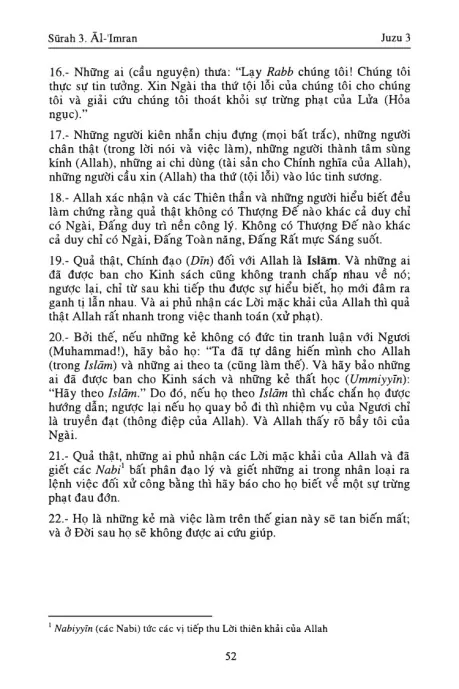 Sūrah 3. Āl-'Imran Juzu 3
16.- Những ai (cầu nguyện) thưa: “Lạy Rabb chúng tôi! Chúng tôi
thực sự tin tưởng. Xin Ngài tha thứ tội lỗi của chúng tôi cho chúng
tôi và giải cứu chúng tôi thoát khỏi sự trừng phạt của Lửa (Hỏa
ngục).”
17.- Những người kiên nhẫn chịu đựng (mọi bất trắc), những người
chân thật (trong lời nói và việc làm), những người thành tâm sùng
kính (Allah), những ai chi dùng (tài sản cho Chính nghĩa của Allah),
những người cầu xin (Allah) tha thứ (tội lỗi) vào lúc tinh sương.
18.- Allah xác nhận và các Thiên thần và những người hiểu biết đều
làm chứng rằng quả thật không có Thượng Đế nào khác cả duy chỉ
có Ngài, Đấng duy trì nền công lý. Không có Thượng Đế nào khác
cả duy chỉ có Ngài, Đấng Toàn năng, Đấng Rất mực Sáng suốt.
19.- Quả thật, Chính đạo (Dīn) đối với Allah là Islām. Và những ai
đã được ban cho Kinh sách cũng không tranh chấp nhau về nó;
ngược lại, chỉ từ sau khi tiếp thu được sự hiểu biết, họ mới đâm ra
ganh tị lẫn nhau. Và ai phủ nhận các Lời mặc khải của Allah thì quả
thật Allah rất nhanh trong việc thanh toán (xử phạt).
20.- Bởi thế, nếu những kẻ không có đức tin tranh luận với Ngươi
(Muhammad!), hãy bảo họ: “Ta đã tự dâng hiến mình cho Allah
(trong Islām) và những ai theo ta (cũng làm thế). Và hãy bảo những
ai đã được ban cho Kinh sách và những kẻ thất học (Ummiyyīn):
“Hãy theo Islām.” Do đó, nếu họ theo Islām thì chắc chắn họ được
hướng dẫn; ngược lại nếu họ quay bỏ đi thì nhiệm vụ của Ngươi chỉ
là truyền đạt (thông điệp của Allah). Và Allah thấy rõ bầy tôi của
Ngài.
21.- Quả thật, những ai phủ nhận các Lời mặc khải của Allah và đã
giết các Nabi¹ bất phân đạo lý và giết những ai trong nhân loại ra
lệnh việc đối xử công bằng thì hãy báo cho họ biết về một sự trừng
phạt đau đớn.
22.- Họ là những kẻ mà việc làm trên thế gian này sẽ tan biến mất;
và ở Đời sau họ sẽ không được ai cứu giúp.
¹ Nabiyyīn (các Nabi) tức các vị tiếp thu Lời thiên khải của Allah
52